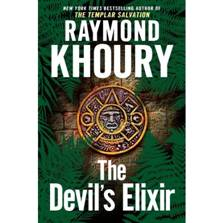 NEW YORK TIMES BESTSELLING AUTHOR OF
THE TEMPLAR SALVATION
RAYMOND
KHOURY
The
Devil's Elixir